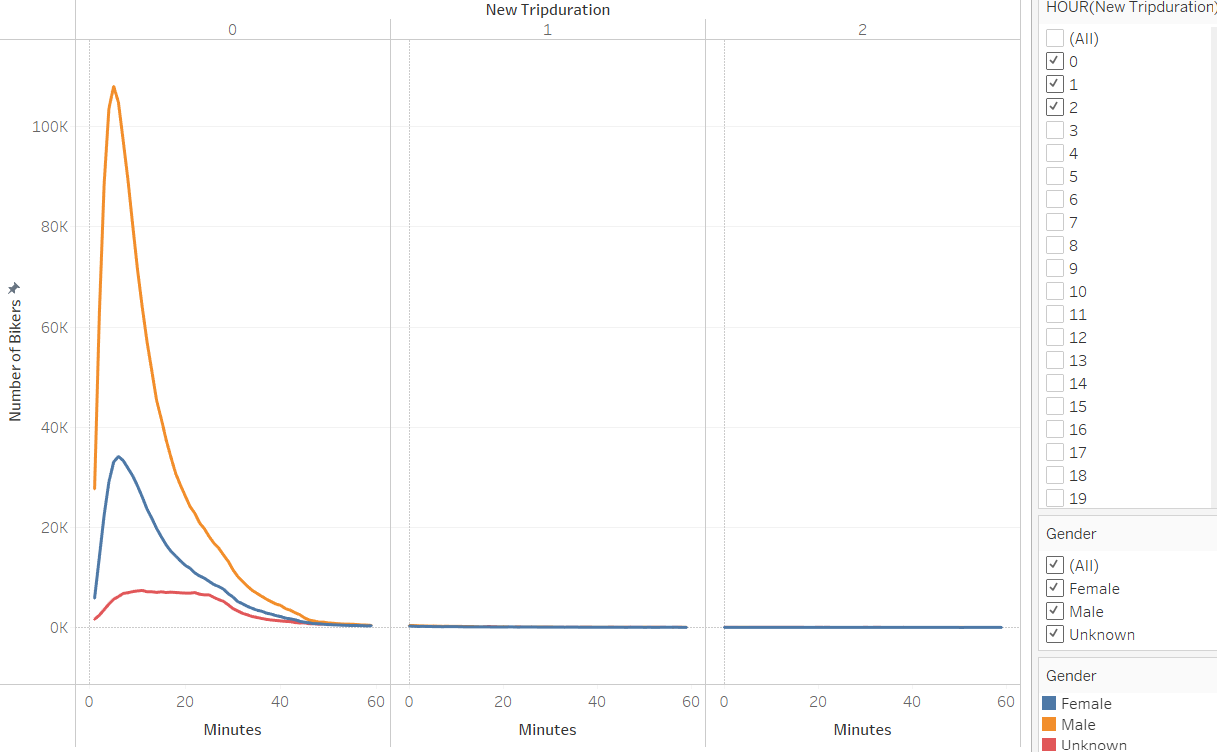 New Tripduration
0 1 2
100K
80K
60K
40K
20K
0K
Number of Bikers
0 20 40 60 0 20 40 60 0 20 40 60
Minutes Minutes Minutes
HOUR(New Tripduration)
(All)
0
1
2
3
4
5
6
7
8
9
10
11
12
13
14
15
16
17
18
19
Gender
(All)
Female
Male
Unknown
Gender
Female
Male
Unknown